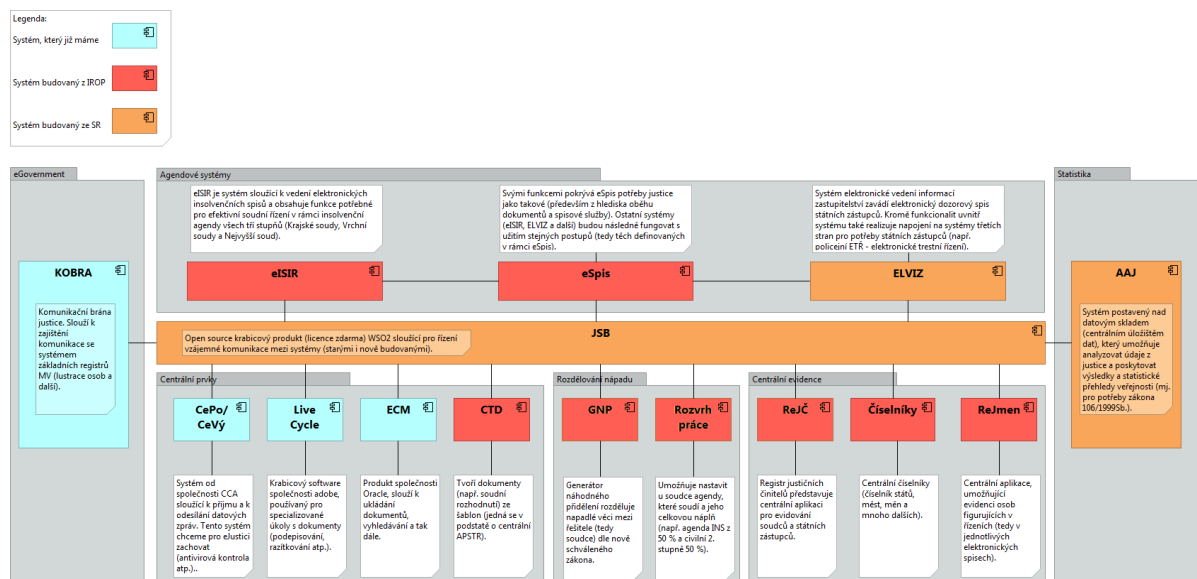 Legenda:
Systém, který již máme
Systém budovaný z IROP
Systém budovaný ze SR
eGovernment
KOBRA
Komunikační brána
justice. Slouží k
zajištění
komunikace se
systémem
základních registrů
MV (lustrace osob a
další).
Agendové systémy
eISIR je systém sloužící k vedení elektronických
insolvenčních spisů a obsahuje funkce potřebné
pro efektivní soudní řízení v rámci insolvenční
agendy všech tří stupňů (Krajské soudy, Vrchní
soudy a Nejvyšší soud).
eISIR
Svými funkcemi pokrývá eSpis potřeby justice
jako takové (především z hlediska oběhu
dokumentů a spisové služby). Ostatní systémy
(eISIR, ELVIZ a další) budou následně fungovat s
užitím stejných postupů (tedy těch definovaných
v rámci eSpis).
eSpis
Systém elektronické vedení informací
zastupitelství zavádí elektronický dozorový spis
státních zástupců. Kromě funkcionalit uvnitř
systému také realizuje napojení na systémy třetích
stran pro potřeby státních zástupců (např.
policejní ETŘ - elektronické trestní řízení).
ELVIZ
JSB
Open source krabicový produkt (licence zdarma) WSO2 sloužící pro řízení
vzájemné komunikace mezi systémy (starými i nově budovanými).
Centrální prvky
CePo/
CeVý
Systém od
společnosti CCA
sloužící k příjmu a k
odesílání datových
zpráv. Tento systém
chceme pro eJustici
zachovat
(antivirová kontrola
atp.)..
Live
Cycle
Krabicový software
společnosti adobe,
používaný pro
specializované
úkoly s dokumenty
(podepisování,
razítkování atp.).
ECM
Produkt společnosti
Oracle, slouží k
ukládání
dokumentů,
vyhledávání a tak
dále.
CTD
Tvoří dokumenty
(např. soudní
rozhodnutí) ze
šablon (jedná se v
podstatě o centrální
APSTR).
Rozdělování nápadu
GNP
Generátor
náhodného
přidělení rozděluje
napadlé věci mezi
řešitele (tedy
soudce) dle nově
schváleného
zákona.
Rozvrh
práce
Umožňuje nastavit
u soudce agendy,
které soudí a jeho
celkovou náplň
(např. agenda INS z
50 % a civilní 2.
stupně 50 %).
Centrální evidence
ReJČ
Registr justičních
činitelů představuje
centrální aplikaci
pro evidování
soudců a státních
zástupců.
Číselníky
Centrální číselníky
(číselník států,
měst, měn a
mnoho dalších).
ReJmen
Centrální aplikace,
umožňující
evidenci osob
figurujících v
řízeních (tedy v
jednotlivých
elektronických
spisech).
Statistika
AAJ
Systém postavený nad
datovým skladem
(centrálním úložištěm
dat), který umožňuje
analyzovat údaje z
justice a poskytovat
výsledky a statistické
přehledy veřejnosti (mj.
pro potřeby zákona
106/1999Sb.).